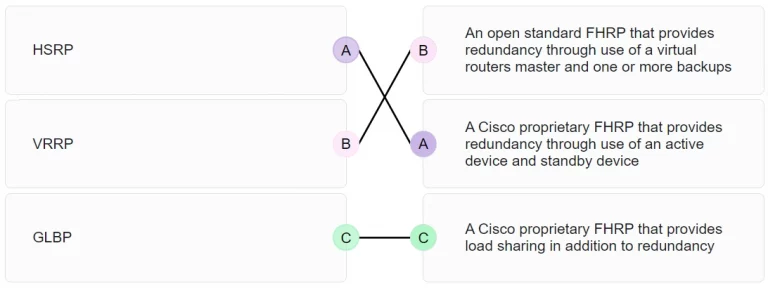 HSRP
A
B
An open standard FHRP that provides
redundancy through use of a virtual
routers master and one or more backups
VRRP
B
A
A Cisco proprietary FHRP that provides
redundancy through use of an active
device and standby device
GLBP
C
C
A Cisco proprietary FHRP that provides
load sharing in addition to redundancy